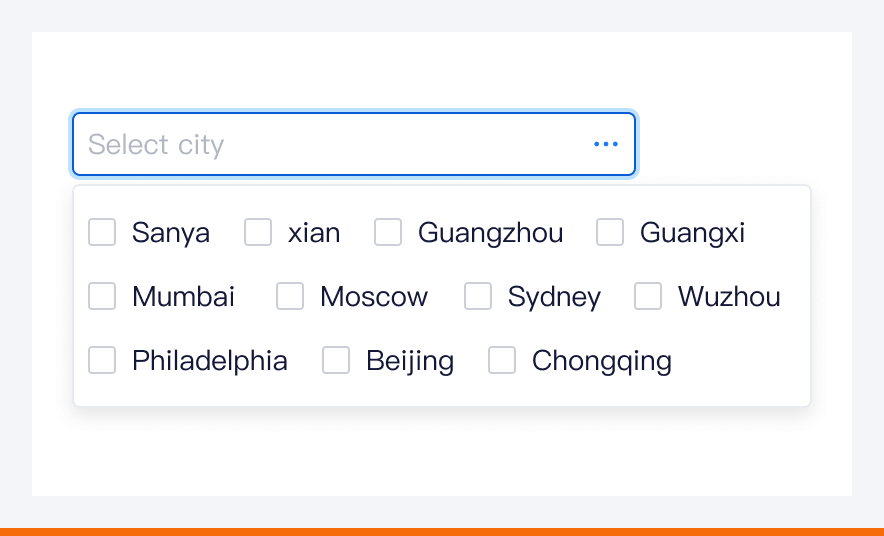 Select city
Sanya xian Guangzhou Guangxi
Mumbai Moscow Sydney Wuzhou
Philadelphia Beijing Chongqing